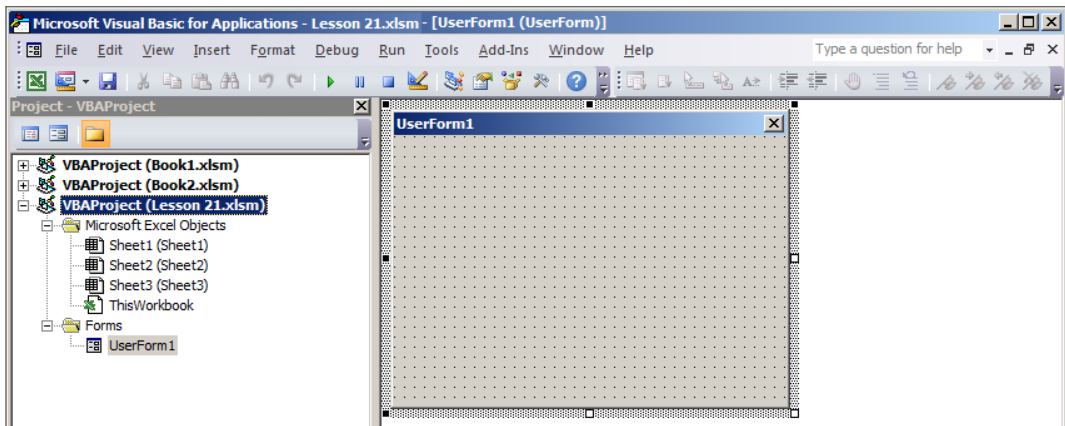 Microsoft Visual Basic for Applications - Lesson 21.xlsm - [UserForm1 (UserForm)]
File Edit View Insert Format Debug Run Tools Add-Ins Window Help Type a question for help
Project - VBAProject
UserForm1
VBAProject (Book1.xlsm)
VBAProject (Book2.xlsm)
VBAProject (Lesson 21.xlsm)
Microsoft Excel Objects
Sheet1 (Sheet1)
Sheet2 (Sheet2)
Sheet3 (Sheet3)
ThisWorkbook
Forms
UserForm1